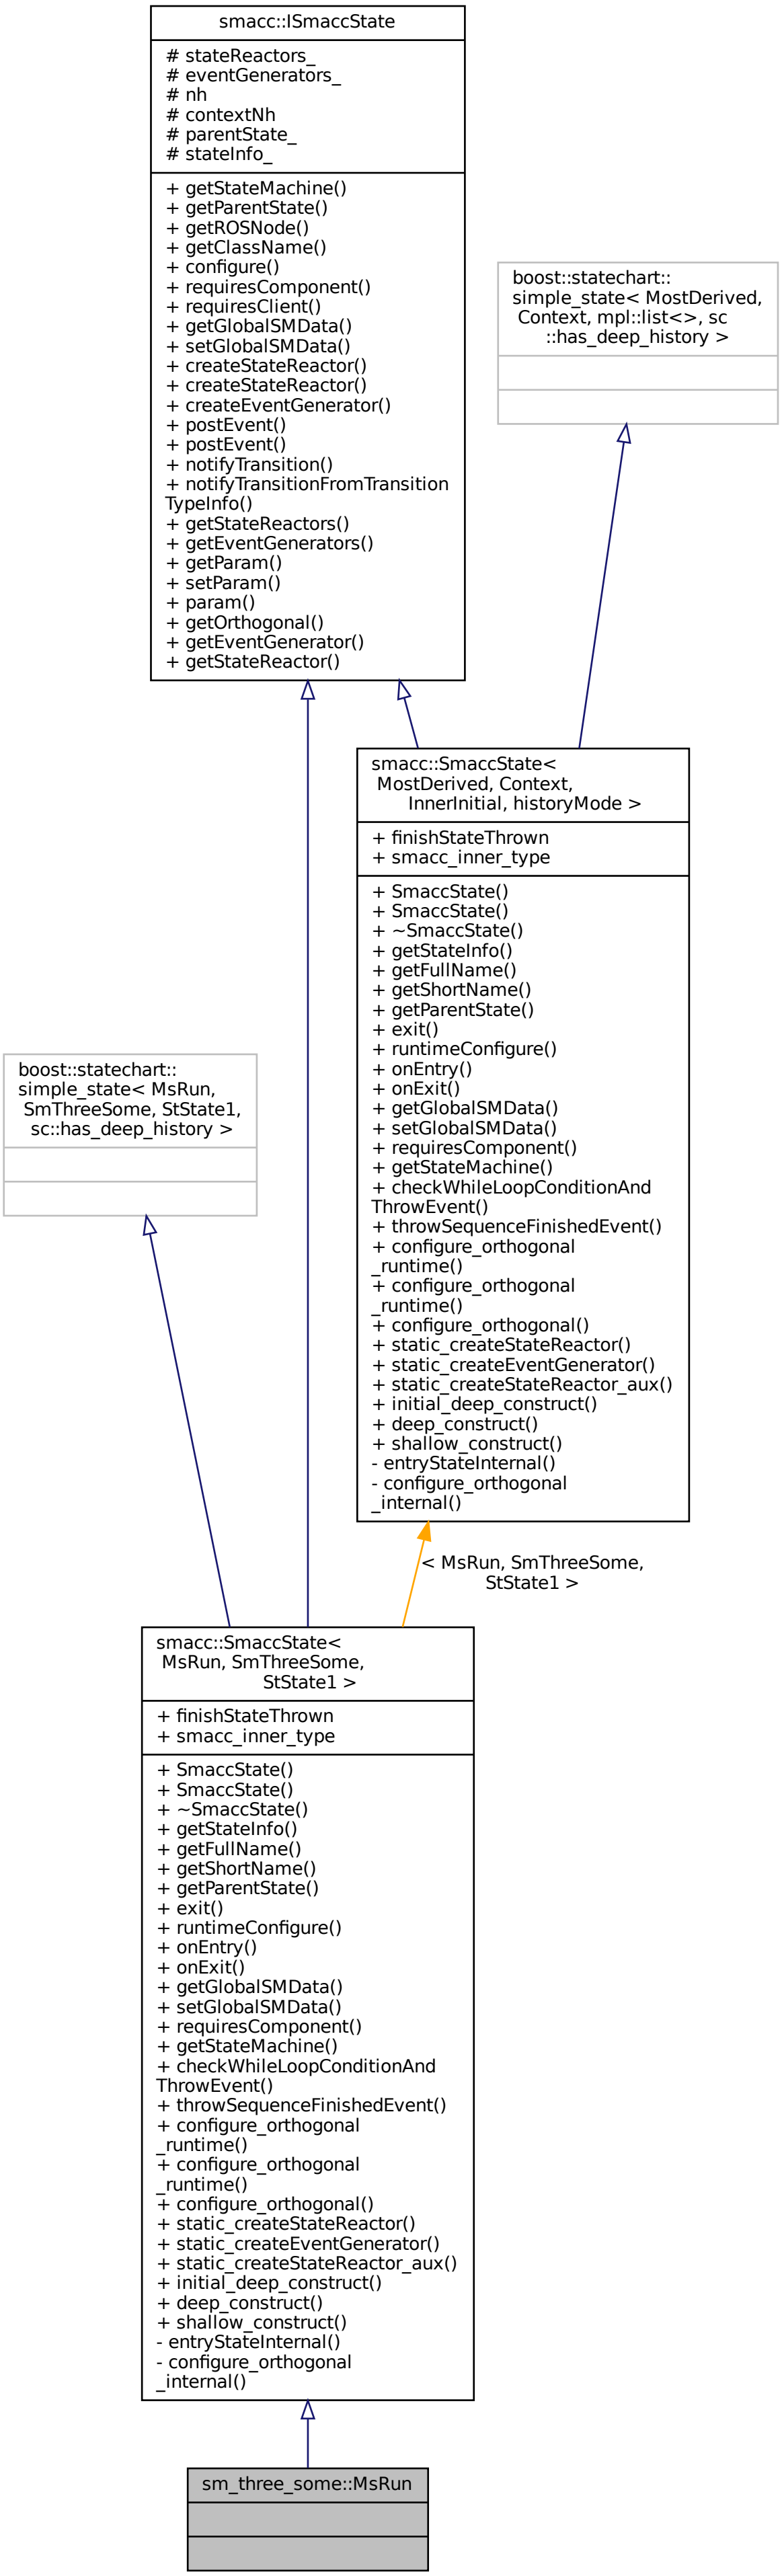 smacc::ISmaccState
# stateReactors_
# eventGenerators_
# nh
# contextNh
# parentState_
# stateInfo_
+ getStateMachine()
+ getParentState()
+ getROSNode()
+ getClassName()
+ configure()
+ requiresComponent()
+ requiresClient()
+ getGlobalSMData()
+ setGlobalSMData()
+ createStateReactor()
+ createStateReactor()
+ createEventGenerator()
+ postEvent()
+ postEvent()
+ notifyTransition()
+ notifyTransitionFromTransition
TypeInfo()
+ getStateReactors()
+ getEventGenerators()
+ getParam()
+ setParam()
+ param()
+ getOrthogonal()
+ getEventGenerator()
+ getStateReactor()
boost::statechart::
simple_state< MostDerived,
Context, mpl::list<>, sc
::has_deep_history >
smacc::SmaccState<
MostDerived, Context,
InnerInitial, historyMode >
+ finishStateThrown
+ smacc_inner_type
+ SmaccState()
+ SmaccState()
+ ~SmaccState()
+ getStateInfo()
+ getFullName()
+ getShortName()
+ getParentState()
+ exit()
+ runtimeConfigure()
+ onEntry()
+ onExit()
+ getGlobalSMData()
+ setGlobalSMData()
+ requiresComponent()
+ getStateMachine()
+ checkWhileLoopConditionAnd
ThrowEvent()
+ throwSequenceFinishedEvent()
+ configure_orthogonal
_runtime()
+ configure_orthogonal
_runtime()
+ configure_orthogonal()
+ static_createStateReactor()
+ static_createEventGenerator()
+ static_createStateReactor_aux()
+ initial_deep_construct()
+ deep_construct()
+ shallow_construct()
- entryStateInternal()
- configure_orthogonal
_internal()
boost::statechart::
simple_state< MsRun,
SmThreeSome, StState1,
sc::has_deep_history >
< MsRun, SmThreeSome,
StState1 >
smacc::SmaccState<
MsRun, SmThreeSome,
StState1 >
+ finishStateThrown
+ smacc_inner_type
+ SmaccState()
+ SmaccState()
+ ~SmaccState()
+ getStateInfo()
+ getFullName()
+ getShortName()
+ getParentState()
+ exit()
+ runtimeConfigure()
+ onEntry()
+ onExit()
+ getGlobalSMData()
+ setGlobalSMData()
+ requiresComponent()
+ getStateMachine()
+ checkWhileLoopConditionAnd
ThrowEvent()
+ throwSequenceFinishedEvent()
+ configure_orthogonal
_runtime()
+ configure_orthogonal
_runtime()
+ configure_orthogonal()
+ static_createStateReactor()
+ static_createEventGenerator()
+ static_createStateReactor_aux()
+ initial_deep_construct()
+ deep_construct()
+ shallow_construct()
- entryStateInternal()
- configure_orthogonal
_internal()
sm_three_some::MsRun